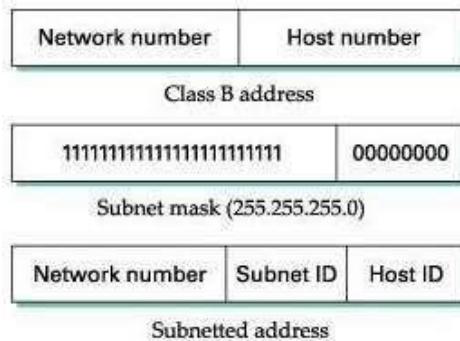 Network number Host number
Class B address
111111111111111111111111 00000000
Subnet mask (255.255.255.0)
Network number Subnet ID Host ID
Subnetted address